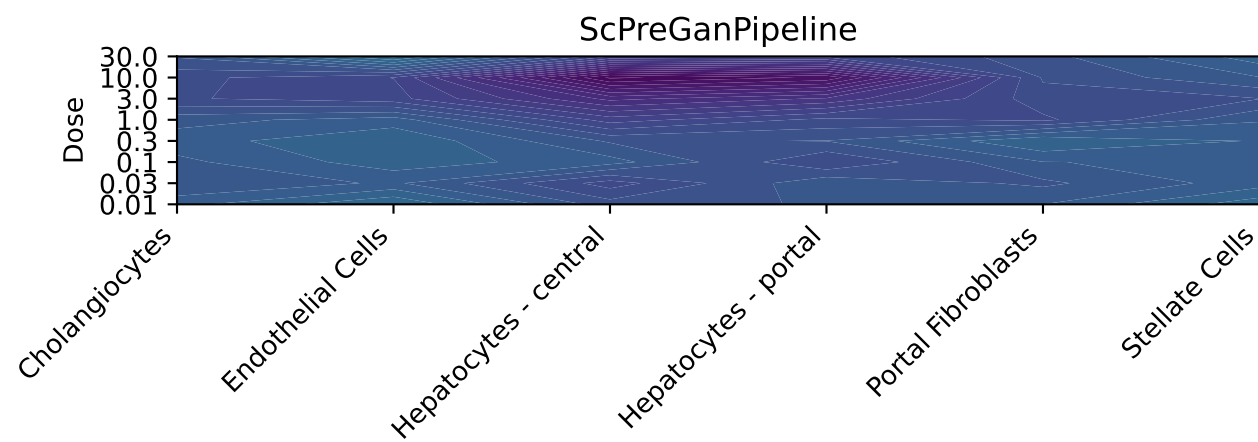 ScPreGanPipeline
Dose
30.0
10.0
3.0
1.0
0.3
0.1
0.03
0.01
Cholangiocytes
Endothelial Cells
Hepatocytes - central
Hepatocytes - portal
Portal Fibroblasts
Stellate Cells